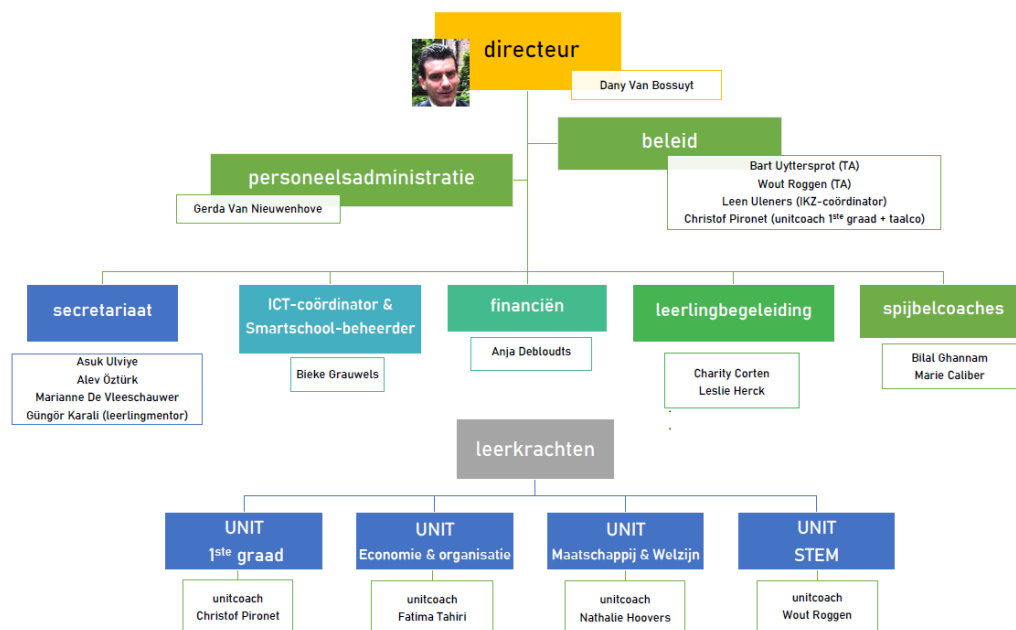 directeur
Dany Van Bossuyt
beleid
Bart Uyttersprot (TA)
Wout Roggen (TA)
Leen Uleners (IKZ-coördinator)
Christof Pironet (unitcoach 1ste graad + taalco)
personeelsadministratie
Gerda Van Nieuwenhove
secretariaat
Asuk Ulviye
Alev Öztürk
Marianne De Vleeschauwer
Güngör Karali (leerlingmentor)
ICT-coördinator &
Smartschool-beheerder
Bieke Grauwels
financiën
Anja Debloudts
leerlingbegeleiding
Charity Corten
Leslie Herck
.
.
spijbelcoaches
Bilal Ghannam
Marie Caliber
leerkrachten
UNIT
1ste graad
unitcoach
Christof Pironet
UNIT
Economie & organisatie
unitcoach
Fatima Tahiri
UNIT
Maatschappij & Welzijn
unitcoach
Nathalie Hoovers
UNIT
STEM
unitcoach
Wout Roggen